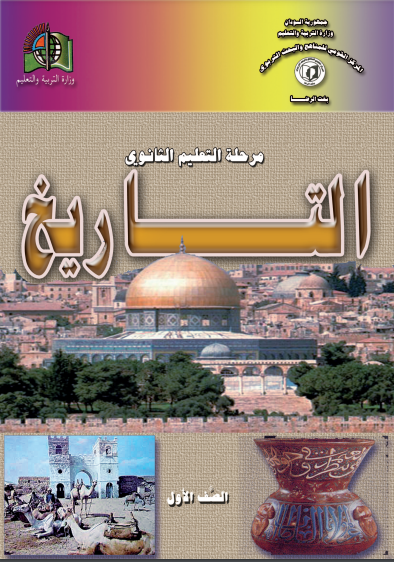 جمهورية السودان
وزارة التربية والتعليم
المركز القومي للمناهج والبحث التربوي
بخت الرضا
وزارة التربية والتعليم
مرحلة التعليم الثانوي
التاريخ
الصف الأول